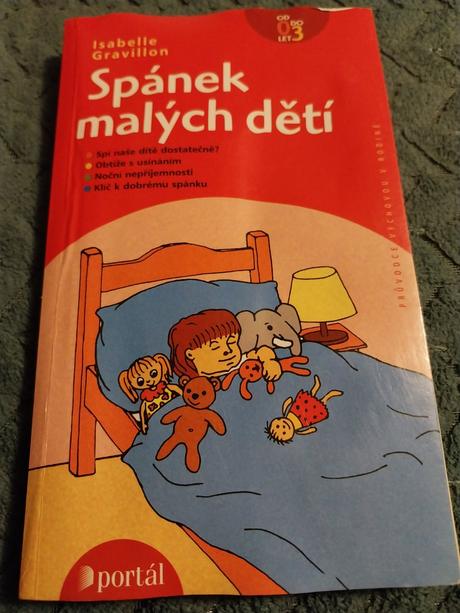 Isabelle
Gravillon
OD
0 DO
LET 3
Spánek
malých dětí
Spí naše dítě dostatečně?
Obtíže s usínáním
Noční nepříjemnosti
Klíč k dobrému spánku
PRŮVODCE VÝCHOVOU V RODINĚ
portál